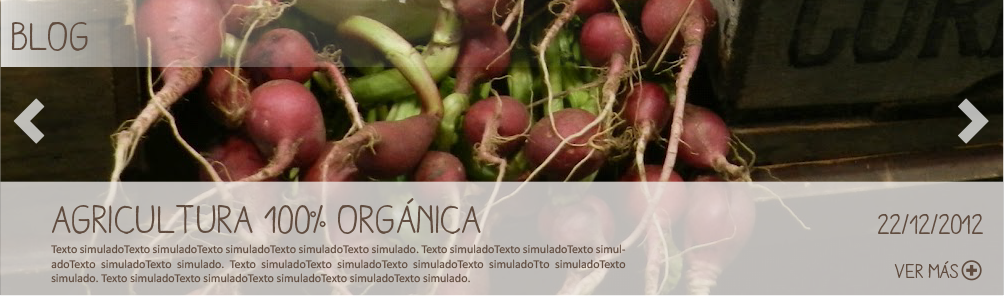 BLOG
AGRICULTURA 100% ORGÁNICA
22/12/2012
Texto simuladoTexto simuladoTexto simuladoTexto simuladoTexto simulado. Texto simuladoTexto simuladoTexto simul-
adoTexto simuladoTexto simulado. Texto simuladoTexto simuladoTexto simuladoTexto simuladoTto simuladoTexto
simulado. Texto simuladoTexto simuladoTexto simuladoTexto simuladoTexto simulado.
VER MÁS